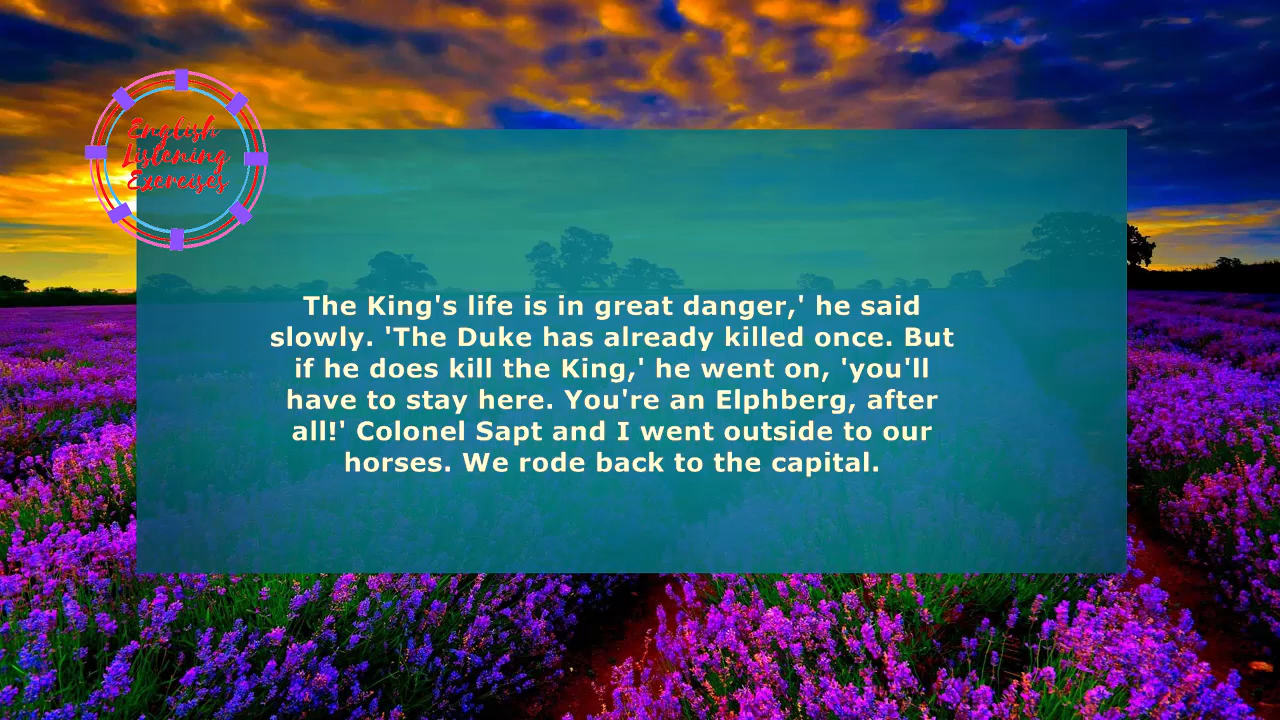 English
Listening
Exercises
The King's life is in great danger,' he said
slowly. 'The Duke has already killed once. But
if he does kill the King,' he went on, 'you'll
have to stay here. You're an Elphberg, after
all!' Colonel Sapt and I went outside to our
horses. We rode back to the capital.